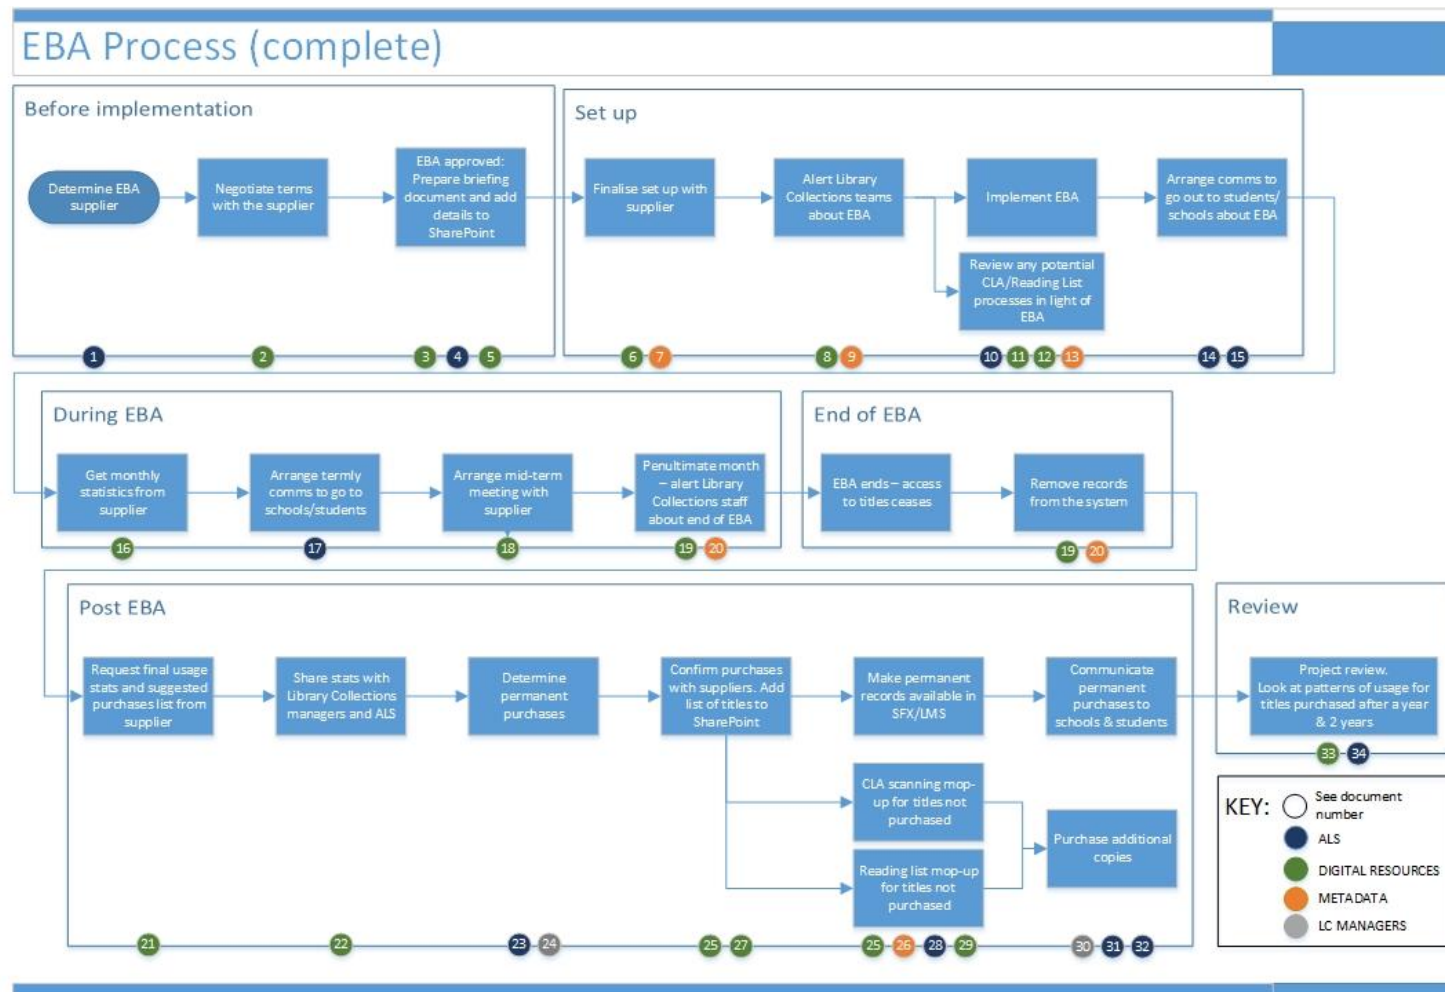 EBA Process (complete)
Before implementation
Determine EBA
supplier
Negotiate terms
with the supplier
EBA approved:
Prepare briefing
document and add
details to
SharePoint
1
2
3
4
5
Set up
Finalise set up with
supplier
Alert Library
Collections teams
about EBA
Implement EBA
Review any potential
CLA/Reading List
processes in light of
EBA
Arrange comms to
go out to students/
schools about EBA
6
7
8
9
10
11
12
13
14
15
During EBA
Get monthly
statistics from
supplier
Arrange termly
comms to go to
schools/students
Arrange mid-term
meeting with
supplier
Penultimate month
– alert Library
Collections staff
about end of EBA
16
17
18
19
20
End of EBA
EBA ends – access
to titles ceases
Remove records
from the system
19
20
Post EBA
Request final usage
stats and suggested
purchases list from
supplier
Share stats with
Library Collections
managers and ALS
Determine
permanent
purchases
Confirm purchases
with suppliers. Add
list of titles to
SharePoint
Make permanent
records available in
SFX/LMS
Communicate
permanent
purchases to
schools & students
CLA scanning mop-
up for titles not
purchased
Reading list mop-up
for titles not
purchased
Purchase additional
copies
21
22
23
24
25
27
25
26
28
29
30
31
32
Review
Project review.
Look at patterns of usage for
titles purchased after a year
& 2 years
33
34
KEY:
See document
number
ALS
DIGITAL RESOURCES
METADATA
LC MANAGERS